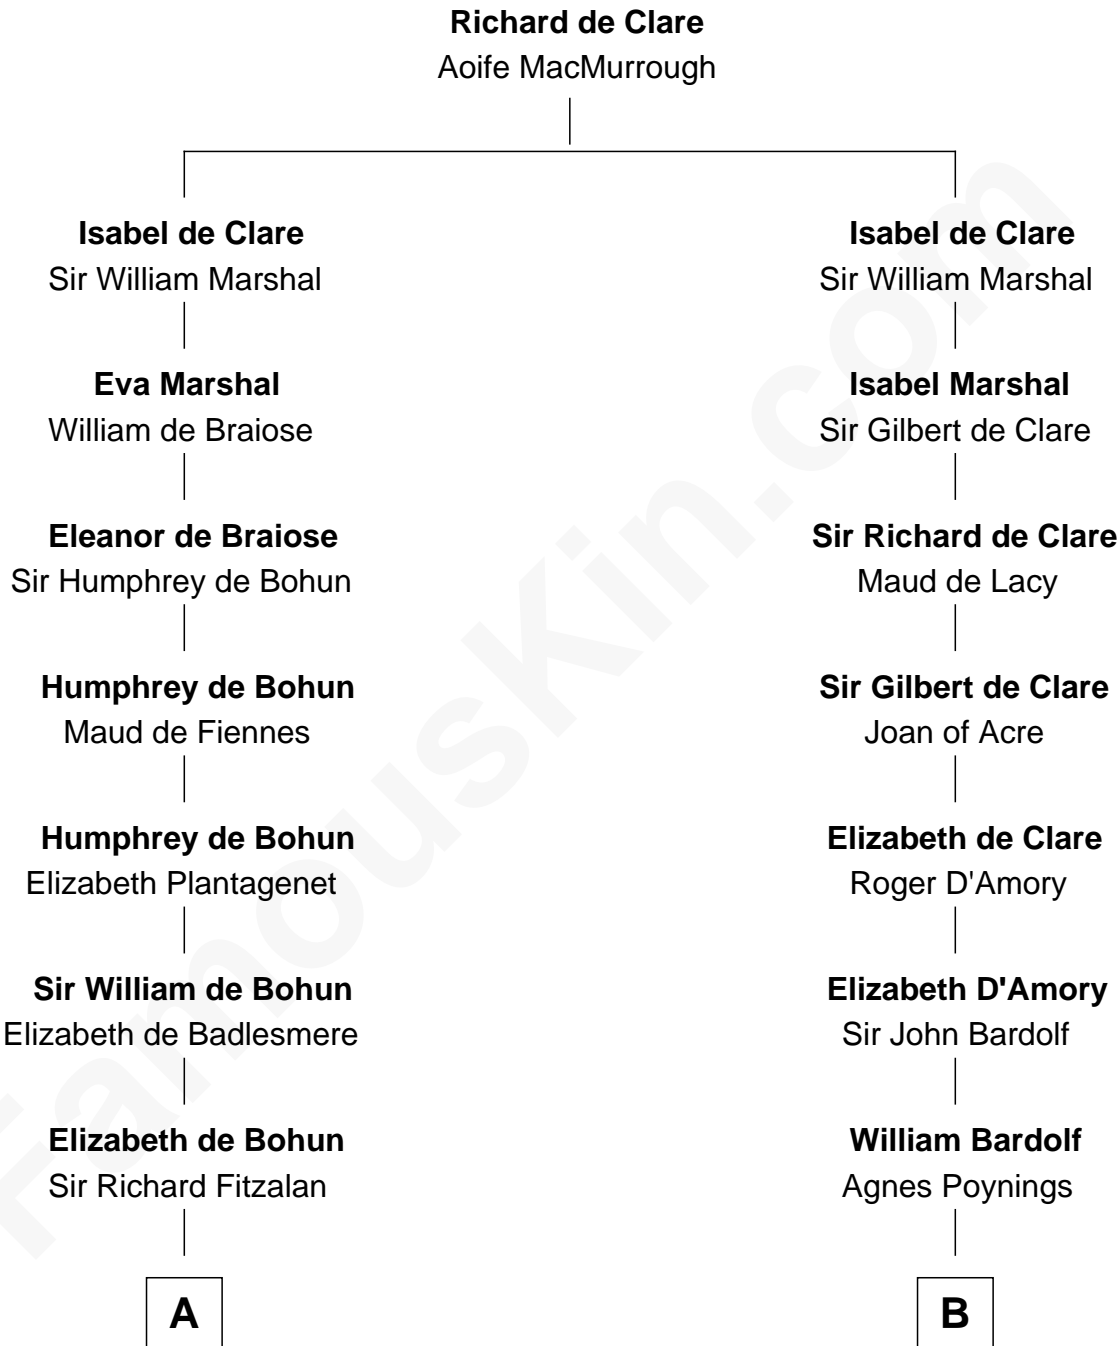 Richard de Clare
Aoife MacMurrough
Isabel de Clare
Sir William Marshal
Isabel de Clare
Sir William Marshal
Eva Marshal
William de Braiose
Isabel Marshal
Sir Gilbert de Clare
Eleanor de Braiose
Sir Humphrey de Bohun
Sir Richard de Clare
Maud de Lacy
Humphrey de Bohun
Maud de Fiennes
Sir Gilbert de Clare
Joan of Acre
Humphrey de Bohun
Elizabeth Plantagenet
Elizabeth de Clare
Roger D'Amory
Sir William de Bohun
Elizabeth de Badlesmere
Elizabeth D'Amory
Sir John Bardolf
Elizabeth de Bohun
Sir Richard Fitzalan
William Bardolf
Agnes Poynings
A
B
FamousKin.com